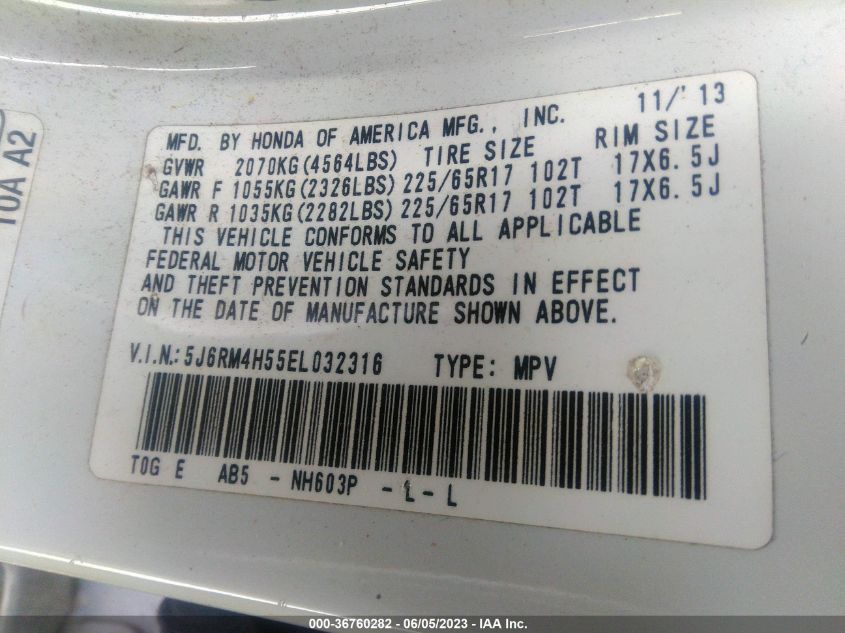 10A A2
11/'13
MFD. BY HONDA OF AMERICA MFG., INC.
GVWR 2070KG(4564LBS) TIRE SIZE RIM SIZE
GAWR F 1055KG(2326LBS) 225/65R17 102T 17X6.5J
GAWR R 1035KG(2282LBS) 225/65R17 102T 17X6.5J
THIS VEHICLE CONFORMS TO ALL APPLICABLE
FEDERAL MOTOR VEHICLE SAFETY
AND THEFT PREVENTION STANDARDS IN EFFECT
ON THE DATE OF MANUFACTURE SHOWN ABOVE.
V.I.N.:5J6RM4H55EL032316 TYPE: MPV
T0G E AB5 - NH603P - L - L
000-36760282 - 06/05/2023 - IAA Inc.